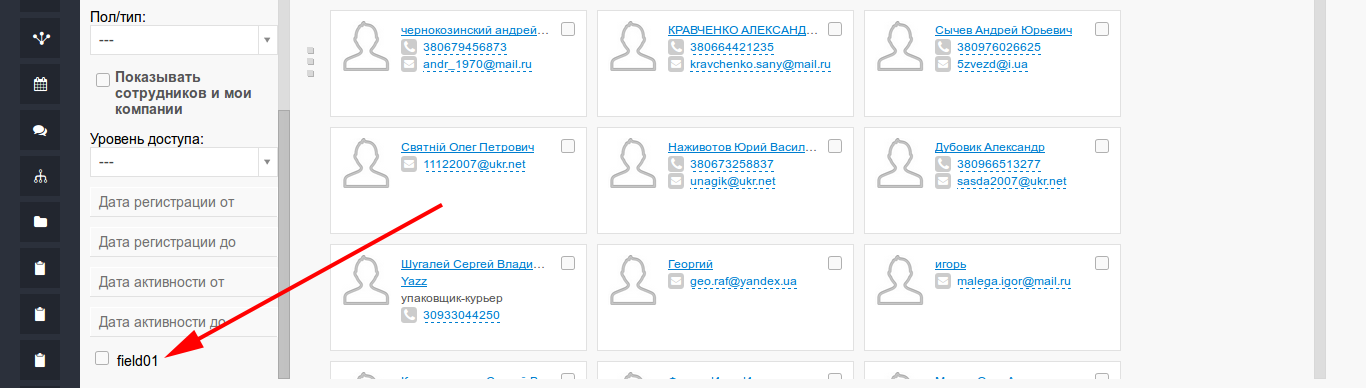 Пол/тип:
---
Показывать
сотрудников и мои
компании
Уровень доступа:
---
Дата регистрации от
Дата регистрации до
Дата активности от
Дата активности до
field01
чернокозинский андрей...
380679456873
andr_1970@mail.ru
КРАВЧЕНКО АЛЕКСАНД...
380664421235
kravchenko.sany@mail.ru
Сычев Андрей Юрьевич
380976026625
5zvezd@i.ua
Святній Олег Петрович
11122007@ukr.net
Наживотов Юрий Васил...
380673258837
unagik@ukr.net
Дубовик Александр
380966513277
sasda2007@ukr.net
Шугалей Сергей Влади...
Yazz
упаковщик-курьер
30933044250
Георгий
geo.raf@yandex.ua
игорь
malega.igor@mail.ru